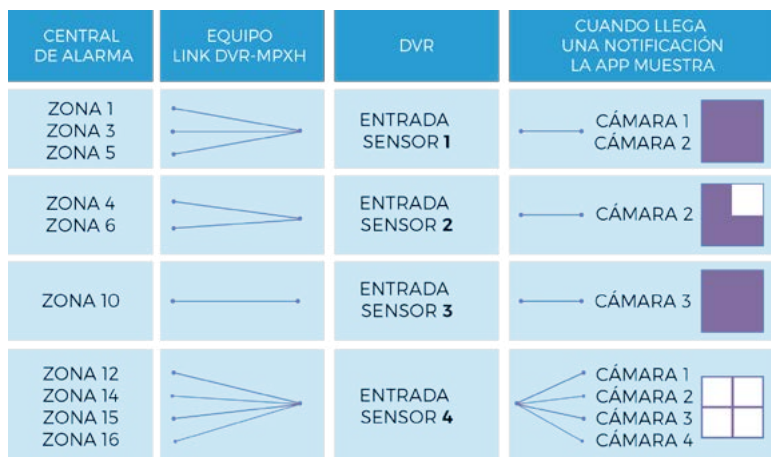 CENTRAL
DE ALARMA
EQUIPO
LINK DVR-MPXH
DVR
CUANDO LLEGA
UNA NOTIFICACIÓN
LA APP MUESTRA
ZONA 1
ZONA 3
ZONA 5
ENTRADA
SENSOR 1
CÁMARA 1
CÁMARA 2
ZONA 4
ZONA 6
ENTRADA
SENSOR 2
CÁMARA 2
ZONA 10
ENTRADA
SENSOR 3
CÁMARA 3
ZONA 12
ZONA 14
ZONA 15
ZONA 16
ENTRADA
SENSOR 4
CÁMARA 1
CÁMARA 2
CÁMARA 3
CÁMARA 4